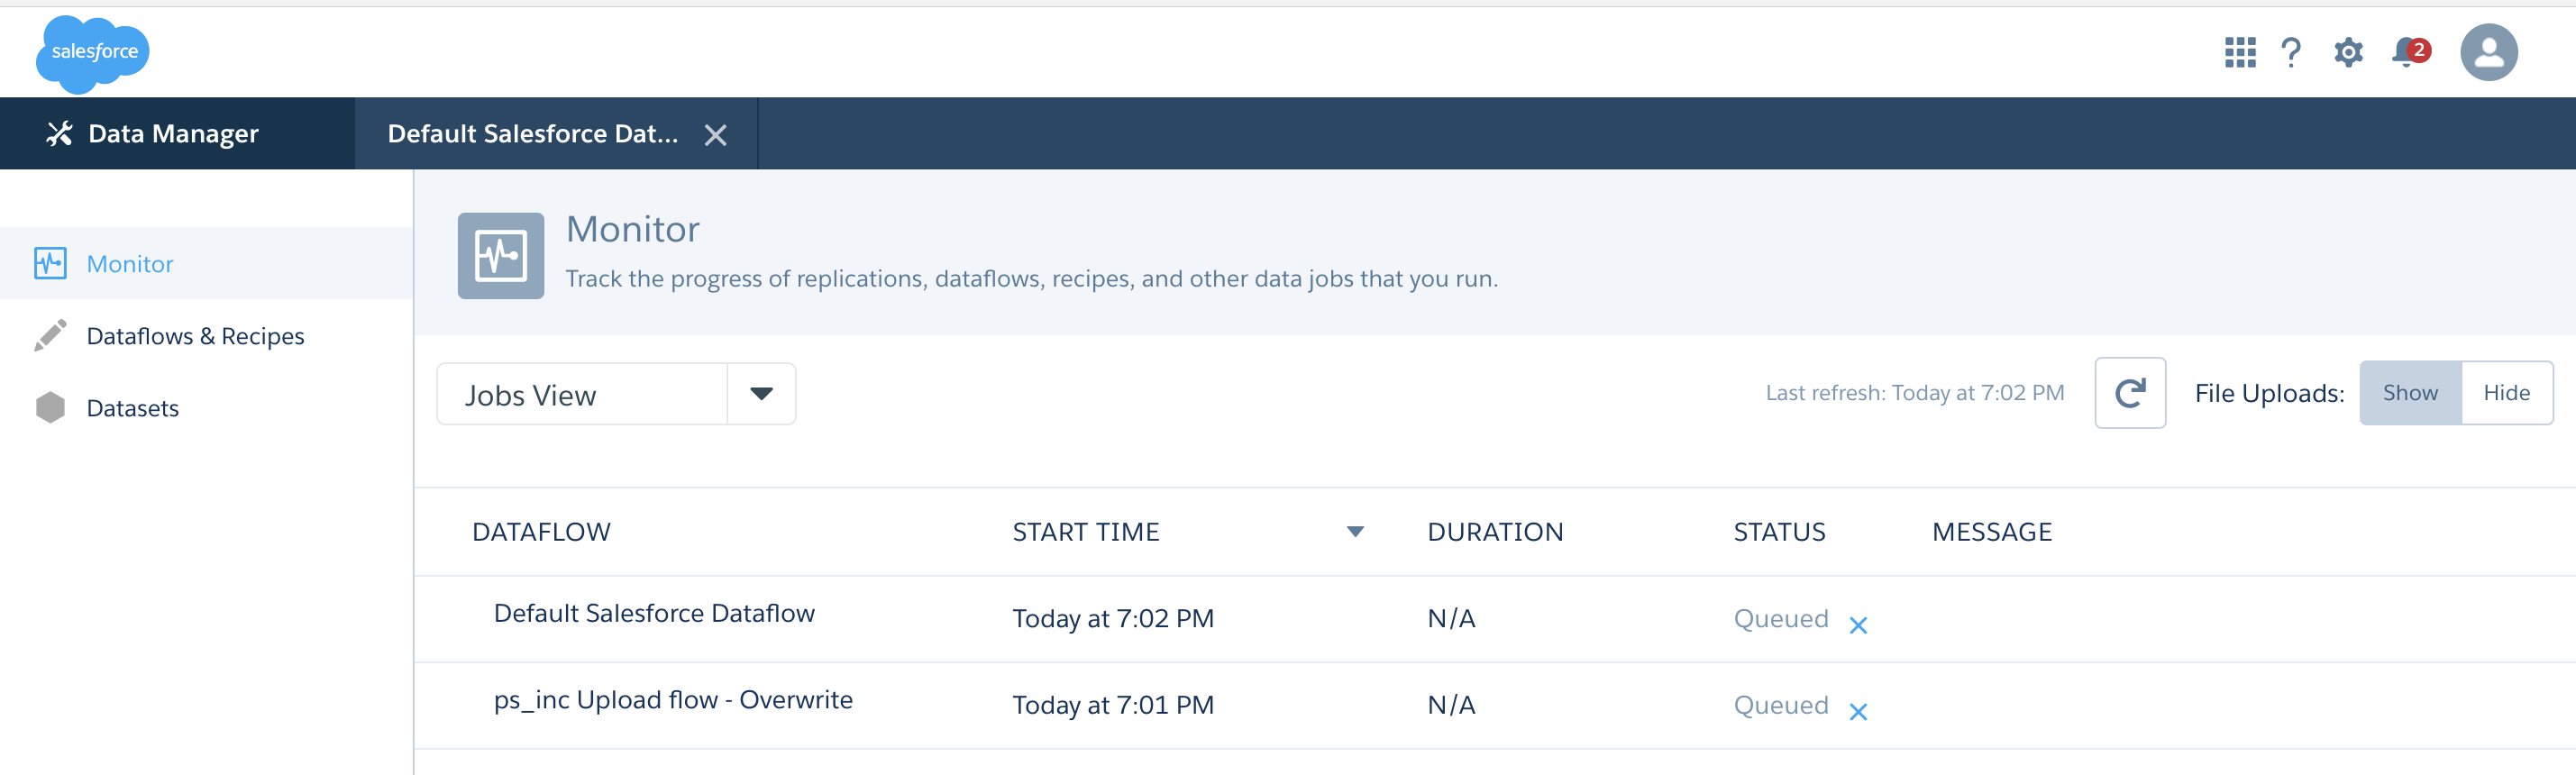 salesforce
2
Data Manager
Default Salesforce Dat...
Monitor
Dataflows & Recipes
Datasets
Monitor
Track the progress of replications, dataflows, recipes, and other data jobs that you run.
Jobs View
Last refresh: Today at 7:02 PM
File Uploads:
Show
Hide
DATAFLOW START TIME DURATION STATUS MESSAGE
Default Salesforce Dataflow Today at 7:02 PM N/A Queued
ps_inc Upload flow - Overwrite Today at 7:01 PM N/A Queued